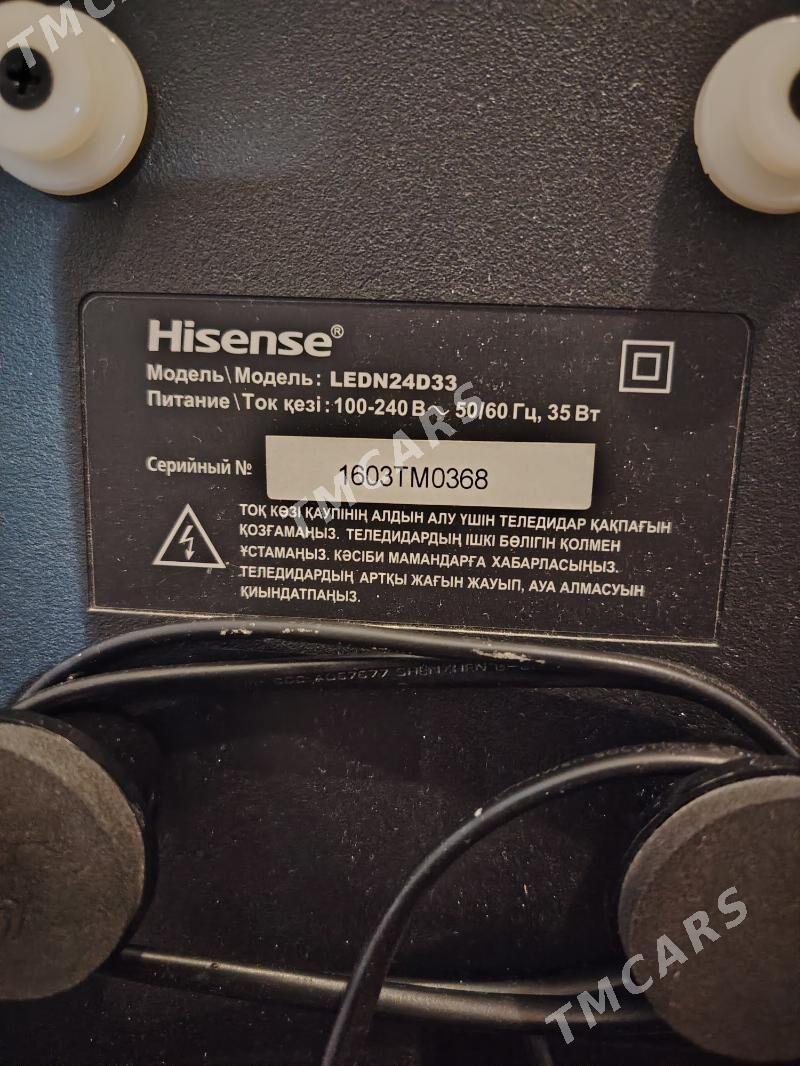 TMCARS
Hisense®
Модель\Модель: LEDN24D33
Питание\Ток қезі: 100-240 В ~ 50/60 Гц, 35 Вт
Серийный №
1603TM0368
TMCARS
ТОҚ КӨЗІ ҚАУПІНІҢ АЛДЫН АЛУ ҮШІН ТЕЛЕДИДАР ҚАҚПАҒЫН
ҚОЗҒАМАҢЫЗ. ТЕЛЕДИДАРДЫҢ ІШКІ БӨЛІГІН ҚОЛМЕН
ҰСТАМАҢЫЗ. КӘСІБИ МАМАНДАРҒА ХАБАРЛАСЫҢЫЗ.
ТЕЛЕДИДАРДЫҢ АРТҚЫ ЖАҒЫН ЖАУЫП, АУА АЛМАСУЫН
ҚИЫНДАТПАҢЫЗ.
TMCARS